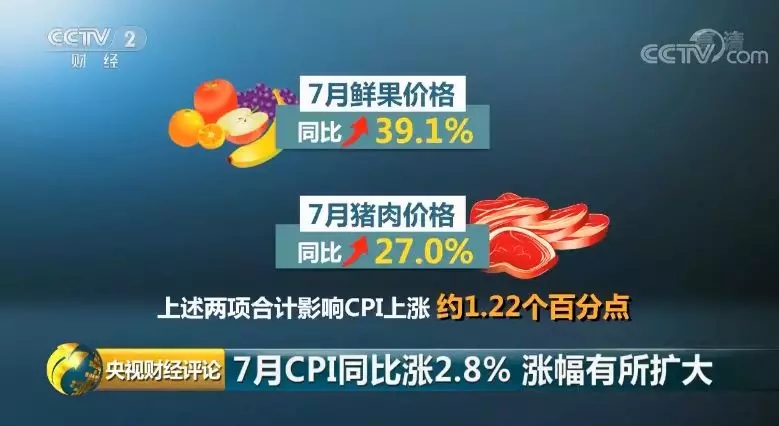 CCTV 2
财经
高清
CCTV.com
7月鲜果价格
同比 39.1%
7月猪肉价格
同比 27.0%
上述两项合计影响CPI上涨 约1.22个百分点
央视财经评论 7月CPI同比涨2.8% 涨幅有所扩大